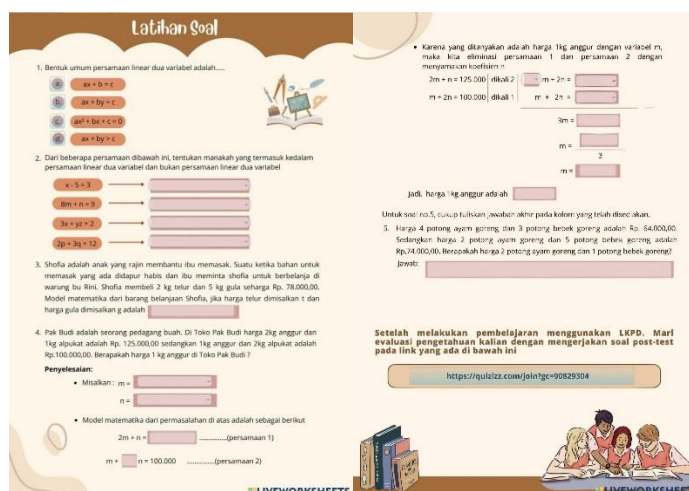 Latihan Soal
1. Bentuk umum persamaan linear dua variabel adalah.....
a. ax + b = c
b. ax + by = c
c. ax² + bx + c = 0
d. ax + by > c
2. Dari beberapa persamaan dibawah ini, tentukan manakah yang termasuk kedalam
persamaan linear dua variabel dan bukan persamaan linear dua variabel
x - 5 = 3
8m + n = 9
3x + yz = 2
2p + 3q = 12
3. Shofia adalah anak yang rajin membantu ibu memasak. Suatu ketika bahan untuk
memasak yang ada didapur habis dan ibu meminta shofia untuk berbelanja di
warung bu Rini. Shofia membeli 2 kg telur dan 5 kg gula seharga Rp. 78.000,00.
Model matematika dari barang belanjaan Shofia, jika harga telur dimisalkan t dan
harga gula dimisalkan g adalah
4. Pak Budi adalah seorang pedagang buah. Di Toko Pak Budi harga 2kg anggur dan
1kg alpukat adalah Rp. 125.000,00 sedangkan 1kg anggur dan 2kg alpukat adalah
Rp.100.000,00. Berapakah harga 1 kg anggur di Toko Pak Budi ?
Penyelesaian:
• Misalkan : m =
n =
• Model matematika dari permasalahan di atas adalah sebagai berikut
2m + n = ...............(persamaan 1)
m + n = 100.000 ...............(persamaan 2)
• Karena yang ditanyakan adalah harga 1kg anggur dengan variabel m,
maka kita eliminasi persamaan 1 dan persamaan 2 dengan
menyamakan koefisien n
2m + n = 125.000 dikali 2 m + 2n =
m + 2n = 100.000 dikali 1 m + 2n =
3m =
m =
3
m =
Jadi, harga 1kg anggur adalah
Untuk soal no.5, cukup tuliskan jawaban akhir pada kolom yang telah disediakan.
5. Harga 4 potong ayam goreng dan 3 potong bebek goreng adalah Rp. 64.000,00.
Sedangkan harga 2 potong ayam goreng dan 5 potong bebek goreng adalah
Rp.74.000,00. Berapakah harga 2 potong ayam goreng dan 1 potong bebek goreng?
Jawab:
Setelah melakukan pembelajaran menggunakan LKPD. Mari
evaluasi pengetahuan kalian dengan mengerjakan soal post-test
pada link yang ada di bawah ini
https://quizizz.com/join?gc=90829304
LIVEWORKSHEETS
LIVEWORKSHEETS